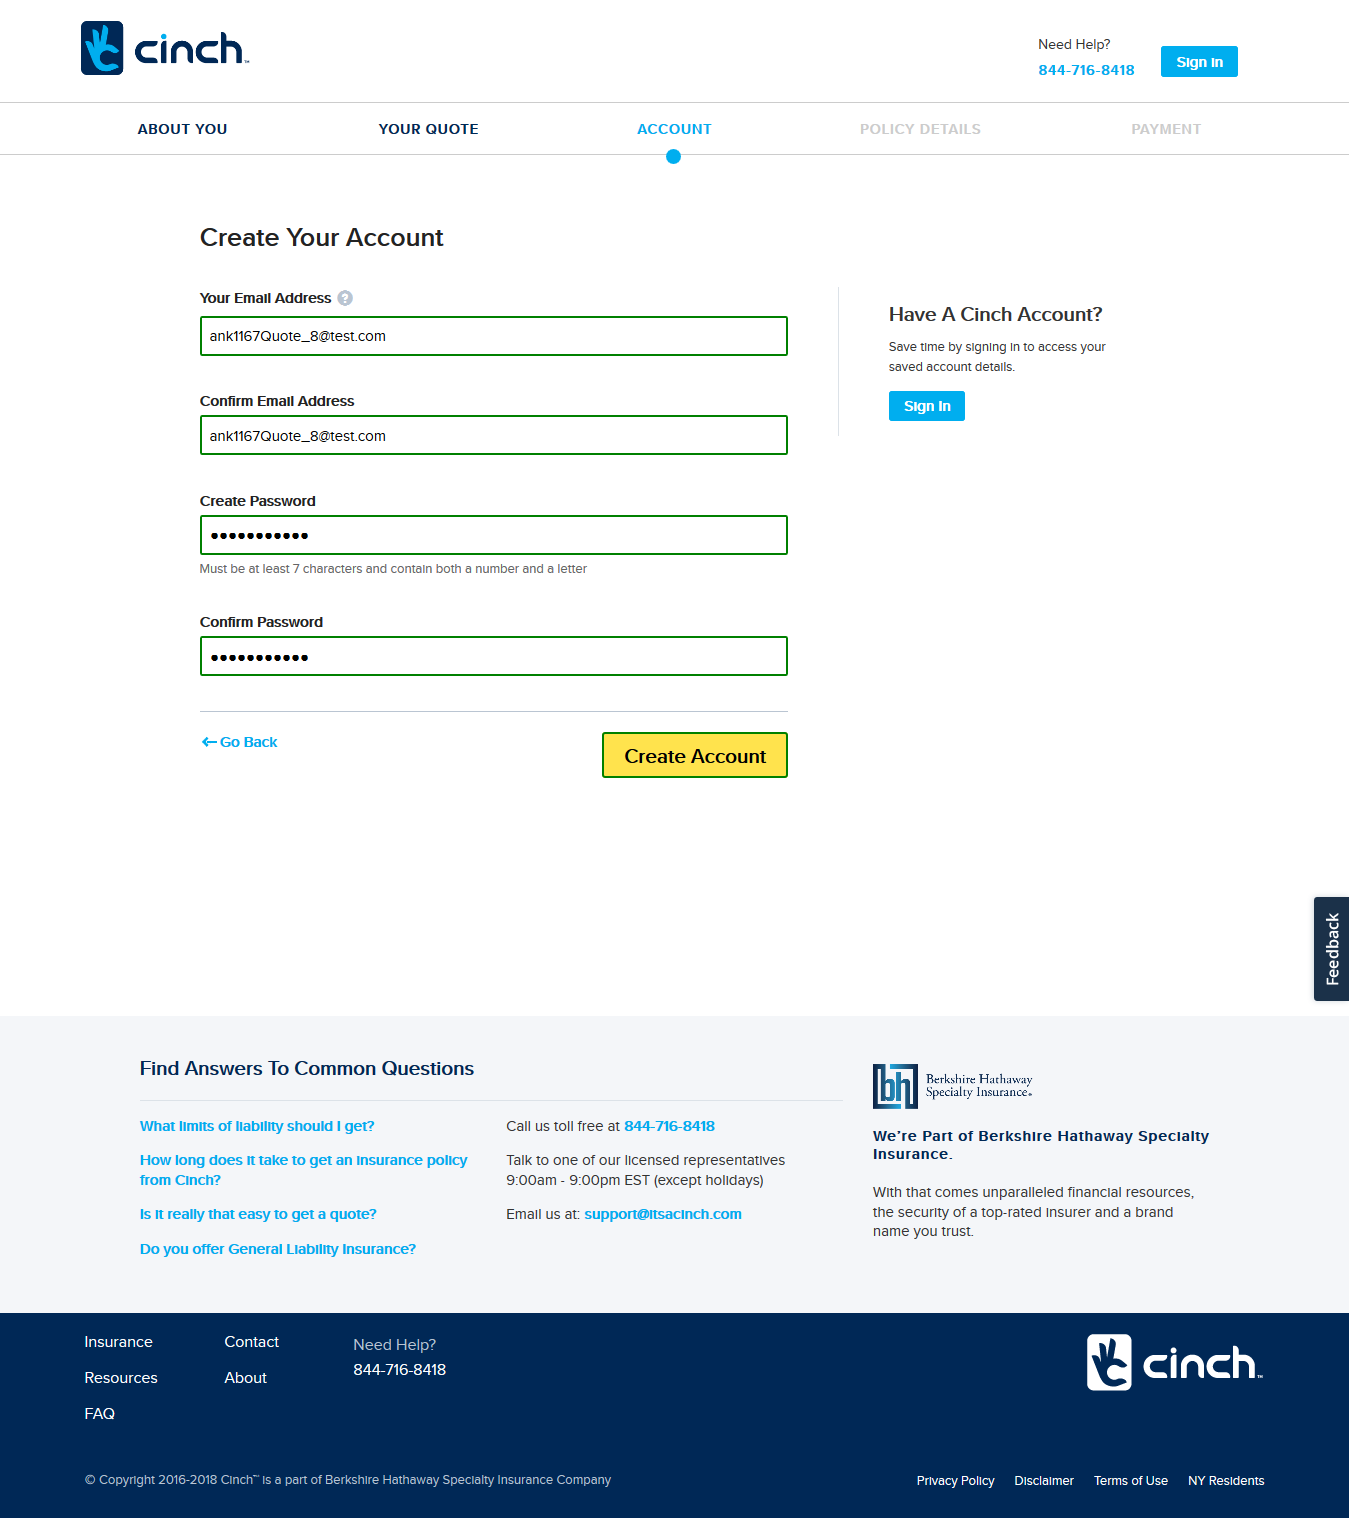 cinch™
Need Help?
844-716-8418
Sign in
ABOUT YOU
YOUR QUOTE
ACCOUNT
POLICY DETAILS
PAYMENT
Create Your Account
Your Email Address ?
ank1167Quote_8@test.com
Confirm Email Address
ank1167Quote_8@test.com
Create Password
●●●●●●●●●●●
Must be at least 7 characters and contain both a number and a letter
Confirm Password
●●●●●●●●●●●
Go Back
Create Account
Have A Cinch Account?
Save time by signing in to access your
saved account details.
Sign in
Feedback
Find Answers To Common Questions
What limits of liability should I get?
How long does it take to get an insurance policy
from Cinch?
Is it really that easy to get a quote?
Do you offer General Liability Insurance?
Call us toll free at 844-716-8418
Talk to one of our licensed representatives
9:00am - 9:00pm EST (except holidays)
Email us at: support@itsacinch.com
bh
Berkshire Hathaway
Specialty Insurance®
We’re Part of Berkshire Hathaway Specialty
Insurance.
With that comes unparalleled financial resources,
the security of a top-rated insurer and a brand
name you trust.
Insurance
Resources
FAQ
Contact
About
Need Help?
844-716-8418
cinch™
© Copyright 2016-2018 Cinch™ is a part of Berkshire Hathaway Specialty Insurance Company
Privacy Policy
Disclaimer
Terms of Use
NY Residents